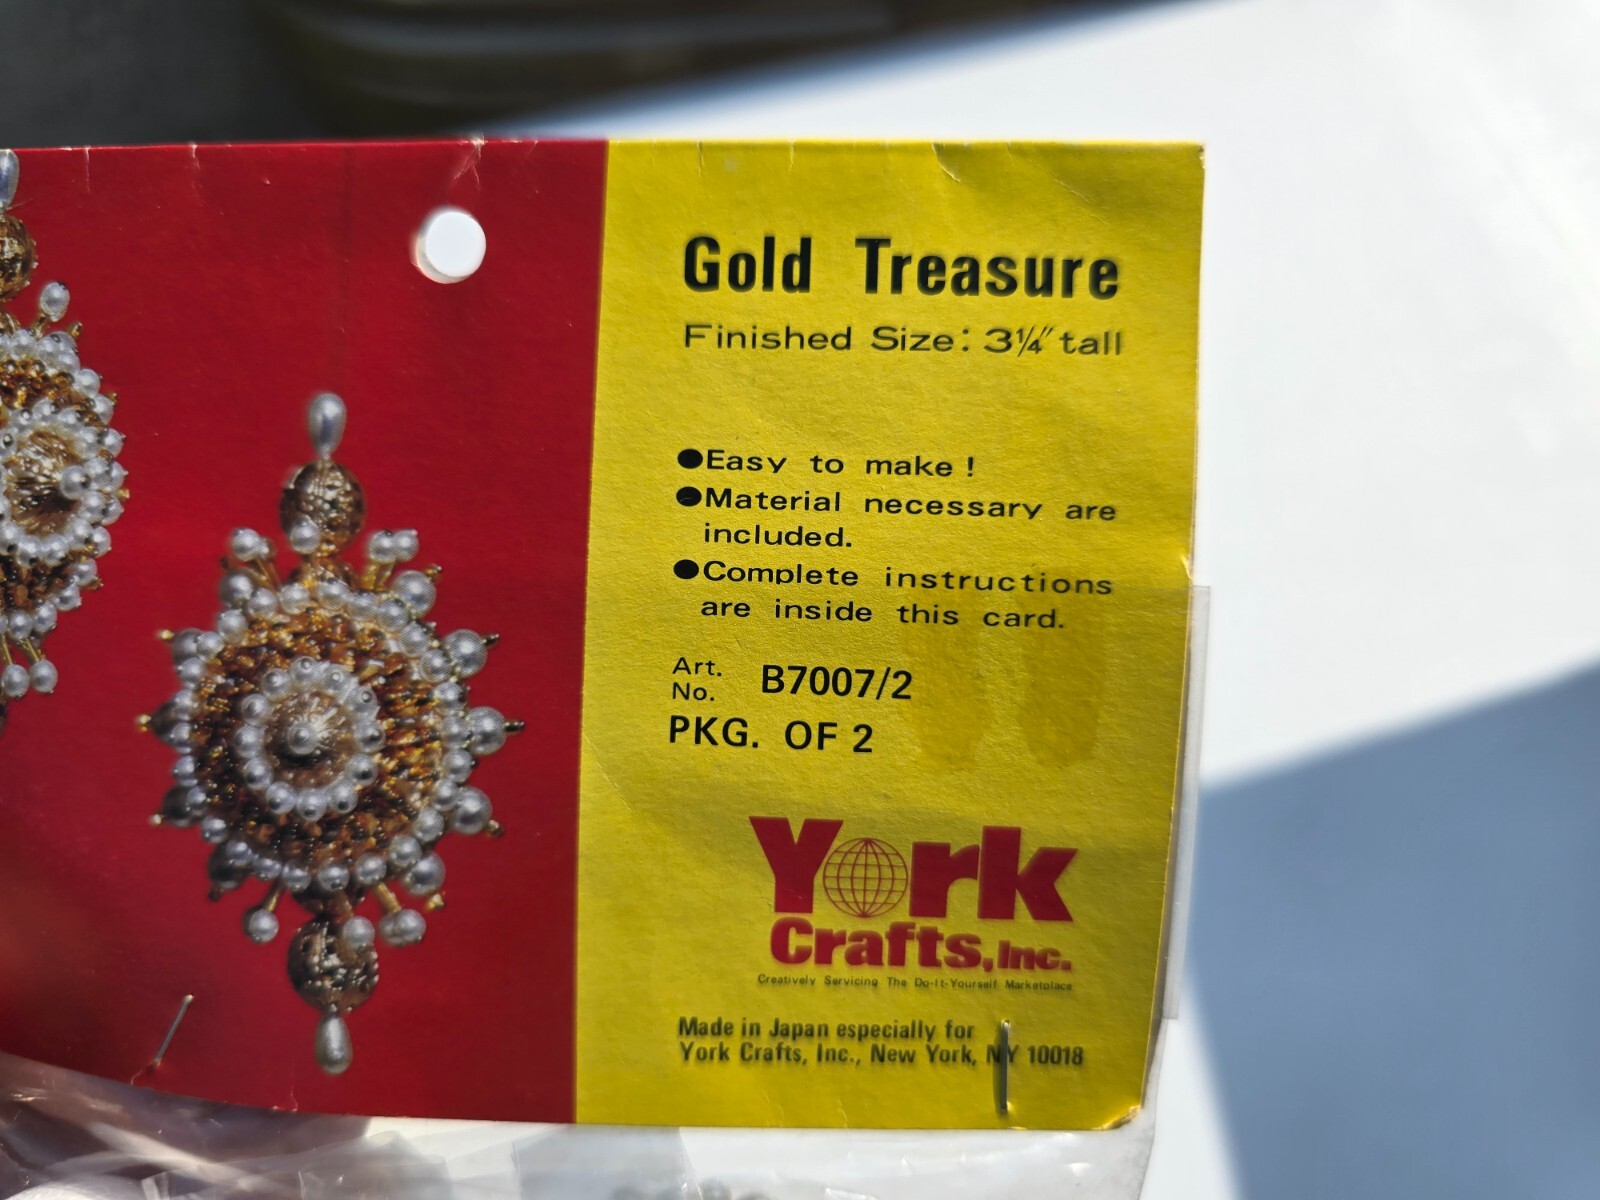 Gold Treasure
Finished Size: 3¼" tall
●Easy to make!
●Material necessary are
included.
●Complete instructions
are inside this card.
Art.
No. B7007/2
PKG. OF 2
York
Crafts, Inc.
Creatively Servicing The Do-It-Yourself Marketplace
Made in Japan especially for
York Crafts, Inc., New York, NY 10018